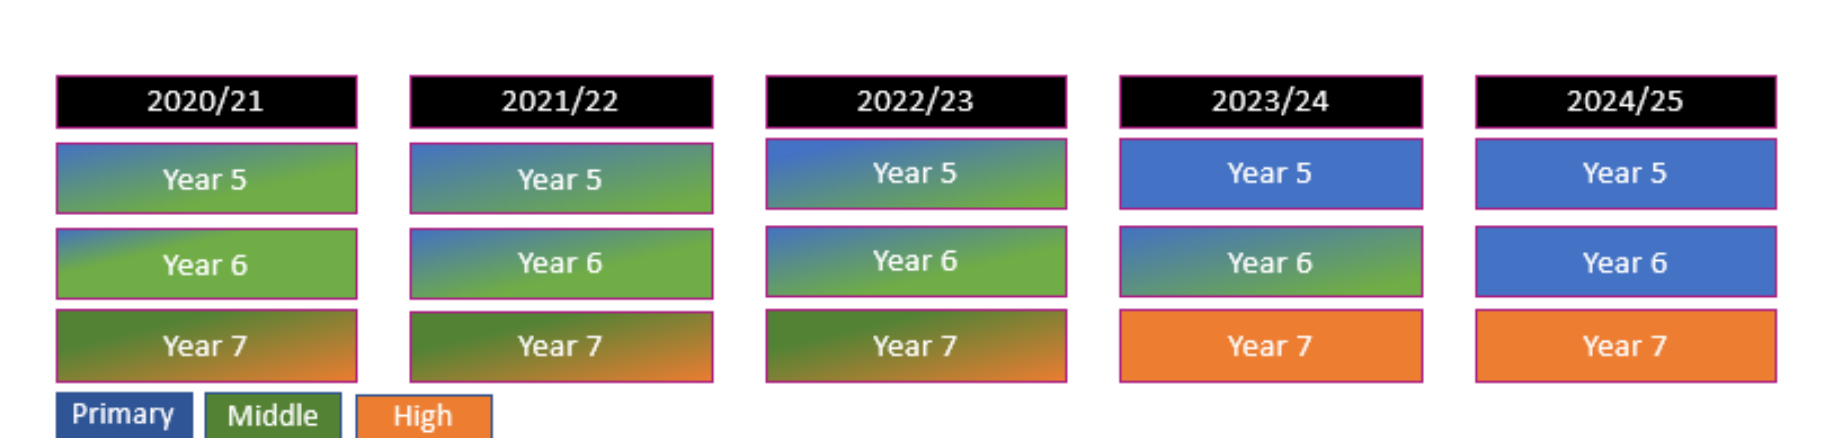 2020/21 2021/22 2022/23 2023/24 2024/25
Year 5 Year 5 Year 5 Year 5 Year 5
Year 6 Year 6 Year 6 Year 6 Year 6
Year 7 Year 7 Year 7 Year 7 Year 7
Primary Middle High